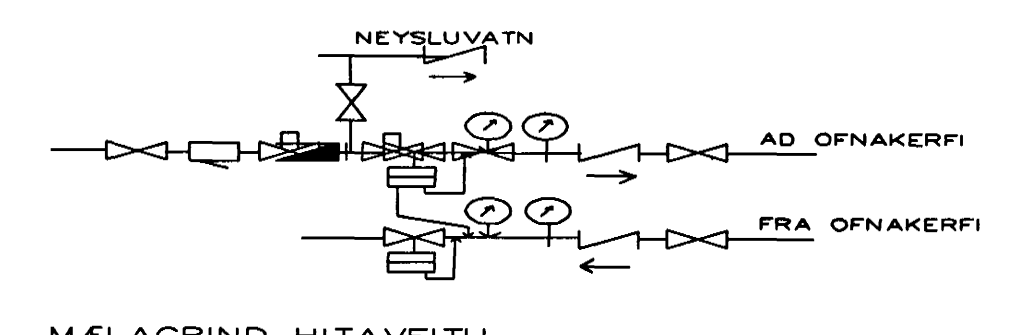 NEYSLUVATN
AD OFNAKERFI
FRA OFNAKERFI
MÆLAGRIND HITAVEITU